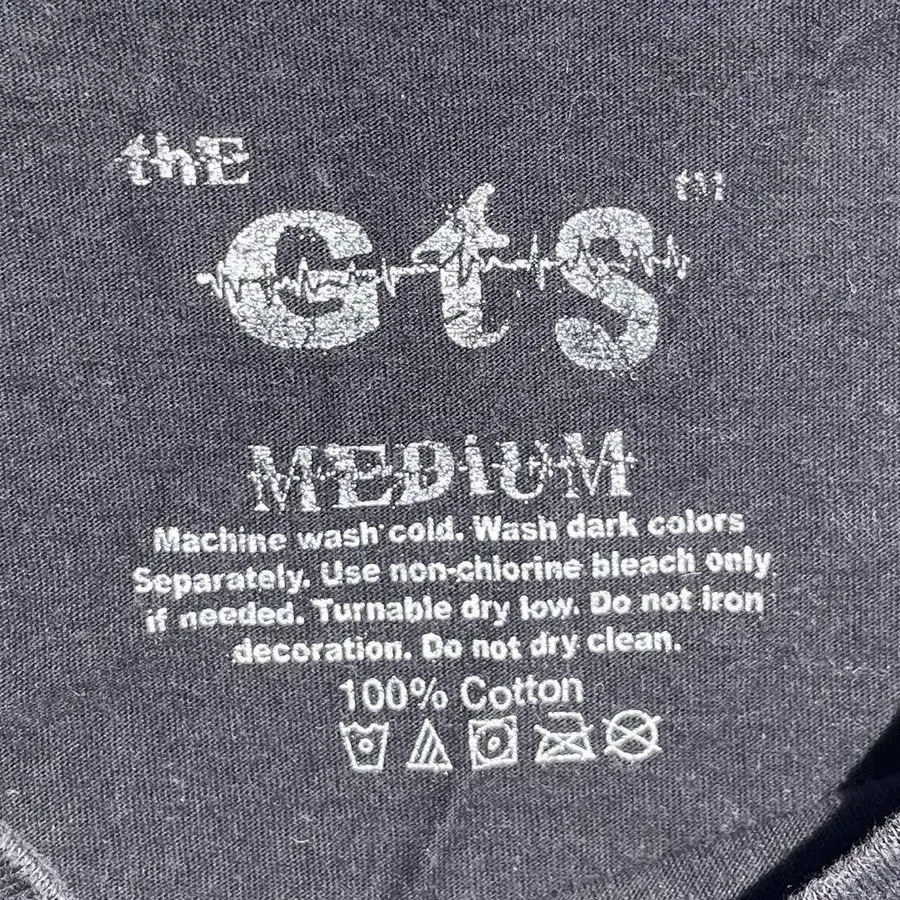 thE
GtS
tM
MEDiUM
Machine wash cold. Wash dark colors
Separately. Use non-chlorine bleach only
if needed. Turnable dry low. Do not iron
decoration. Do not dry clean.
100% Cotton